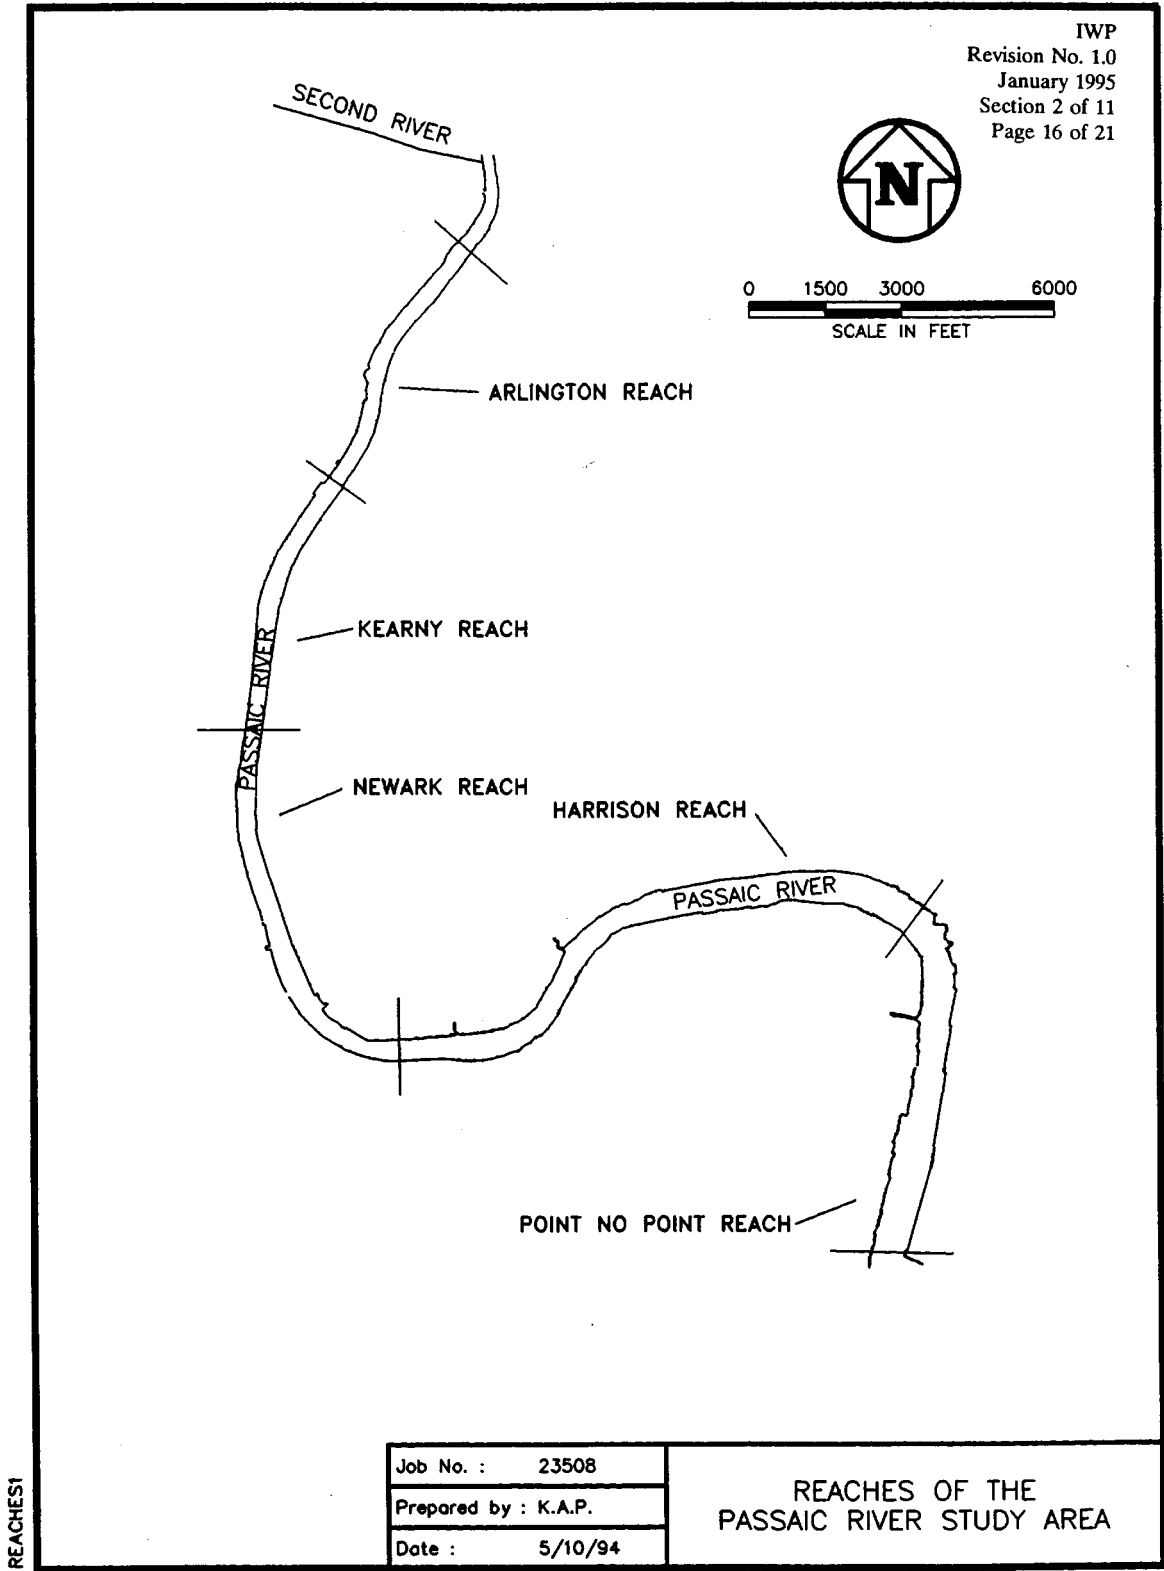 IWP
Revision No. 1.0
January 1995
Section 2 of 11
Page 16 of 21
SECOND RIVER
N
0 1500 3000 6000
SCALE IN FEET
ARLINGTON REACH
KEARNY REACH
PASSAIC RIVER
NEWARK REACH
HARRISON REACH
PASSAIC RIVER
POINT NO POINT REACH
Job No. : 23508
Prepared by : K.A.P.
Date : 5/10/94
REACHES OF THE
PASSAIC RIVER STUDY AREA
REACHES1